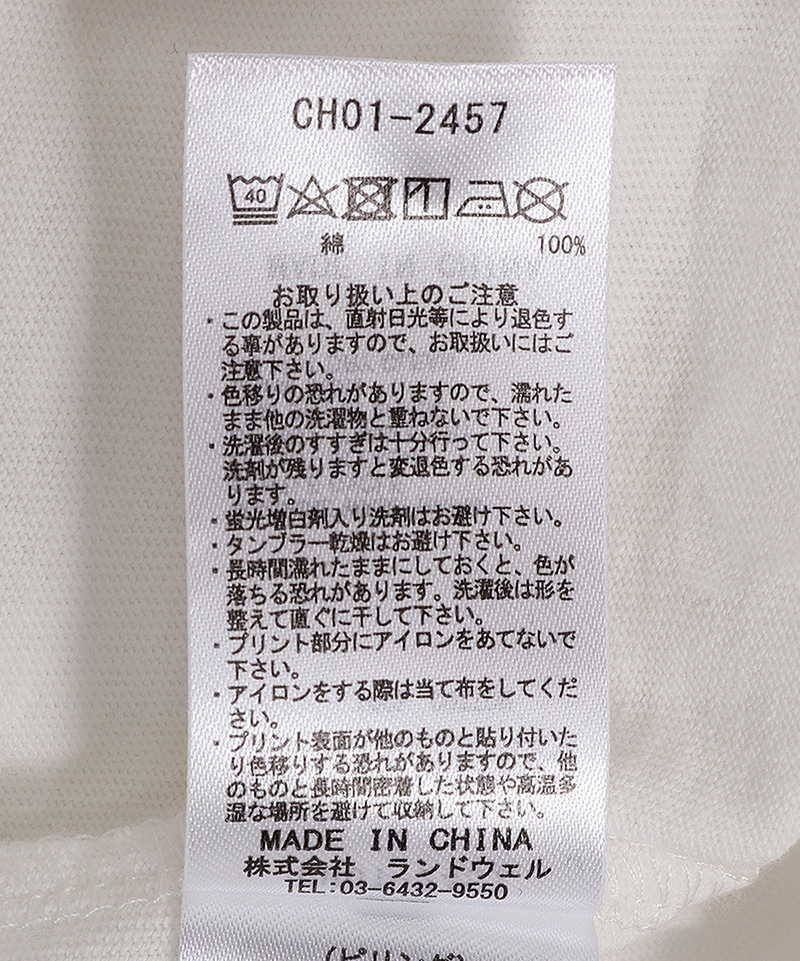 CH01-2457
40
綿 100%
お取り扱い上のご注意
・この製品は、直射日光等により退色す
る事がありますので、お取扱いにはご
注意下さい。
・色移りの恐れがありますので、濡れた
まま他の洗濯物と重ねないで下さい。
・洗濯後のすすぎは十分行って下さい。
洗剤が残りますと変退色する恐れがあ
ります。
・蛍光増白剤入り洗剤はお避け下さい。
・タンブラー乾燥はお避け下さい。
・長時間濡れたままにしておくと、色が
落ちる恐れがあります。洗濯後は形を
整えて直ぐに干して下さい。
・プリント部分にアイロンをあてないで
下さい。
・アイロンをする際は当て布をしてくだ
さい。
・プリント表面が他のものと貼り付いた
り色移りする恐れがありますので、他
のものと長時間密着した状態や高温多
湿な場所を避けて収納して下さい。
MADE IN CHINA
株式会社 ランドウェル
TEL:03-6432-9550